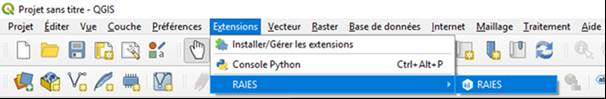 Projet sans titre - QGIS
Projet Éditer Vue Couche Préférences Extensions Vecteur Raster Base de données Internet Maillage Traitement Aide
Installer/Gérer les extensions
Console Python Ctrl+Alt+P
RAIES RAIES